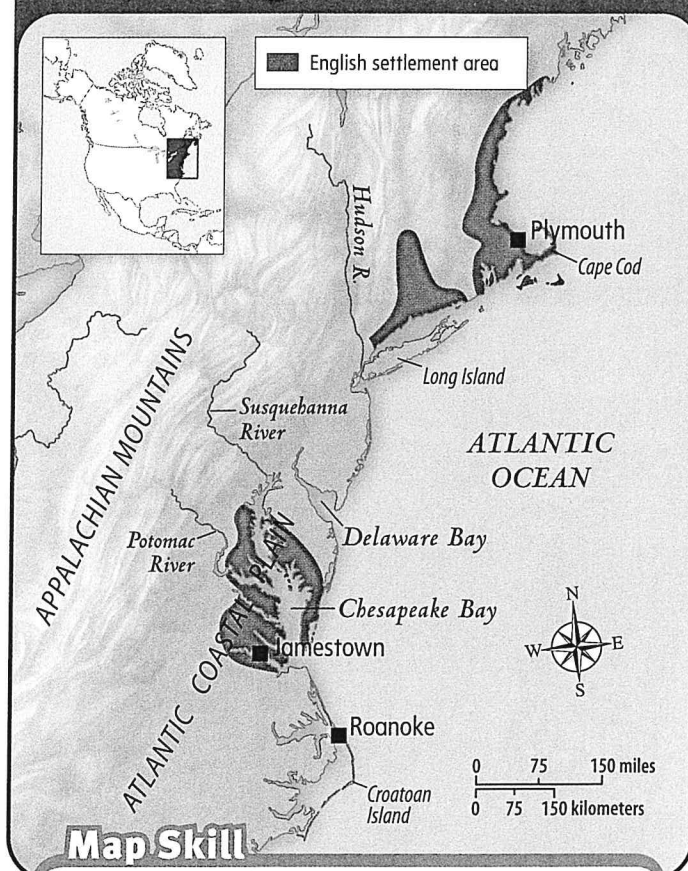 English settlement area
Hudson R.
Plymouth
Cape Cod
Long Island
APPALACHIAN MOUNTAINS
Susquehanna
River
ATLANTIC
OCEAN
Potomac
River
Delaware Bay
ATLANTIC COASTAL PLAIN
Chesapeake Bay
Jamestown
N
W E
S
Roanoke
Croatoan
Island
0 75 150 miles
0 75 150 kilometers
Map Skill